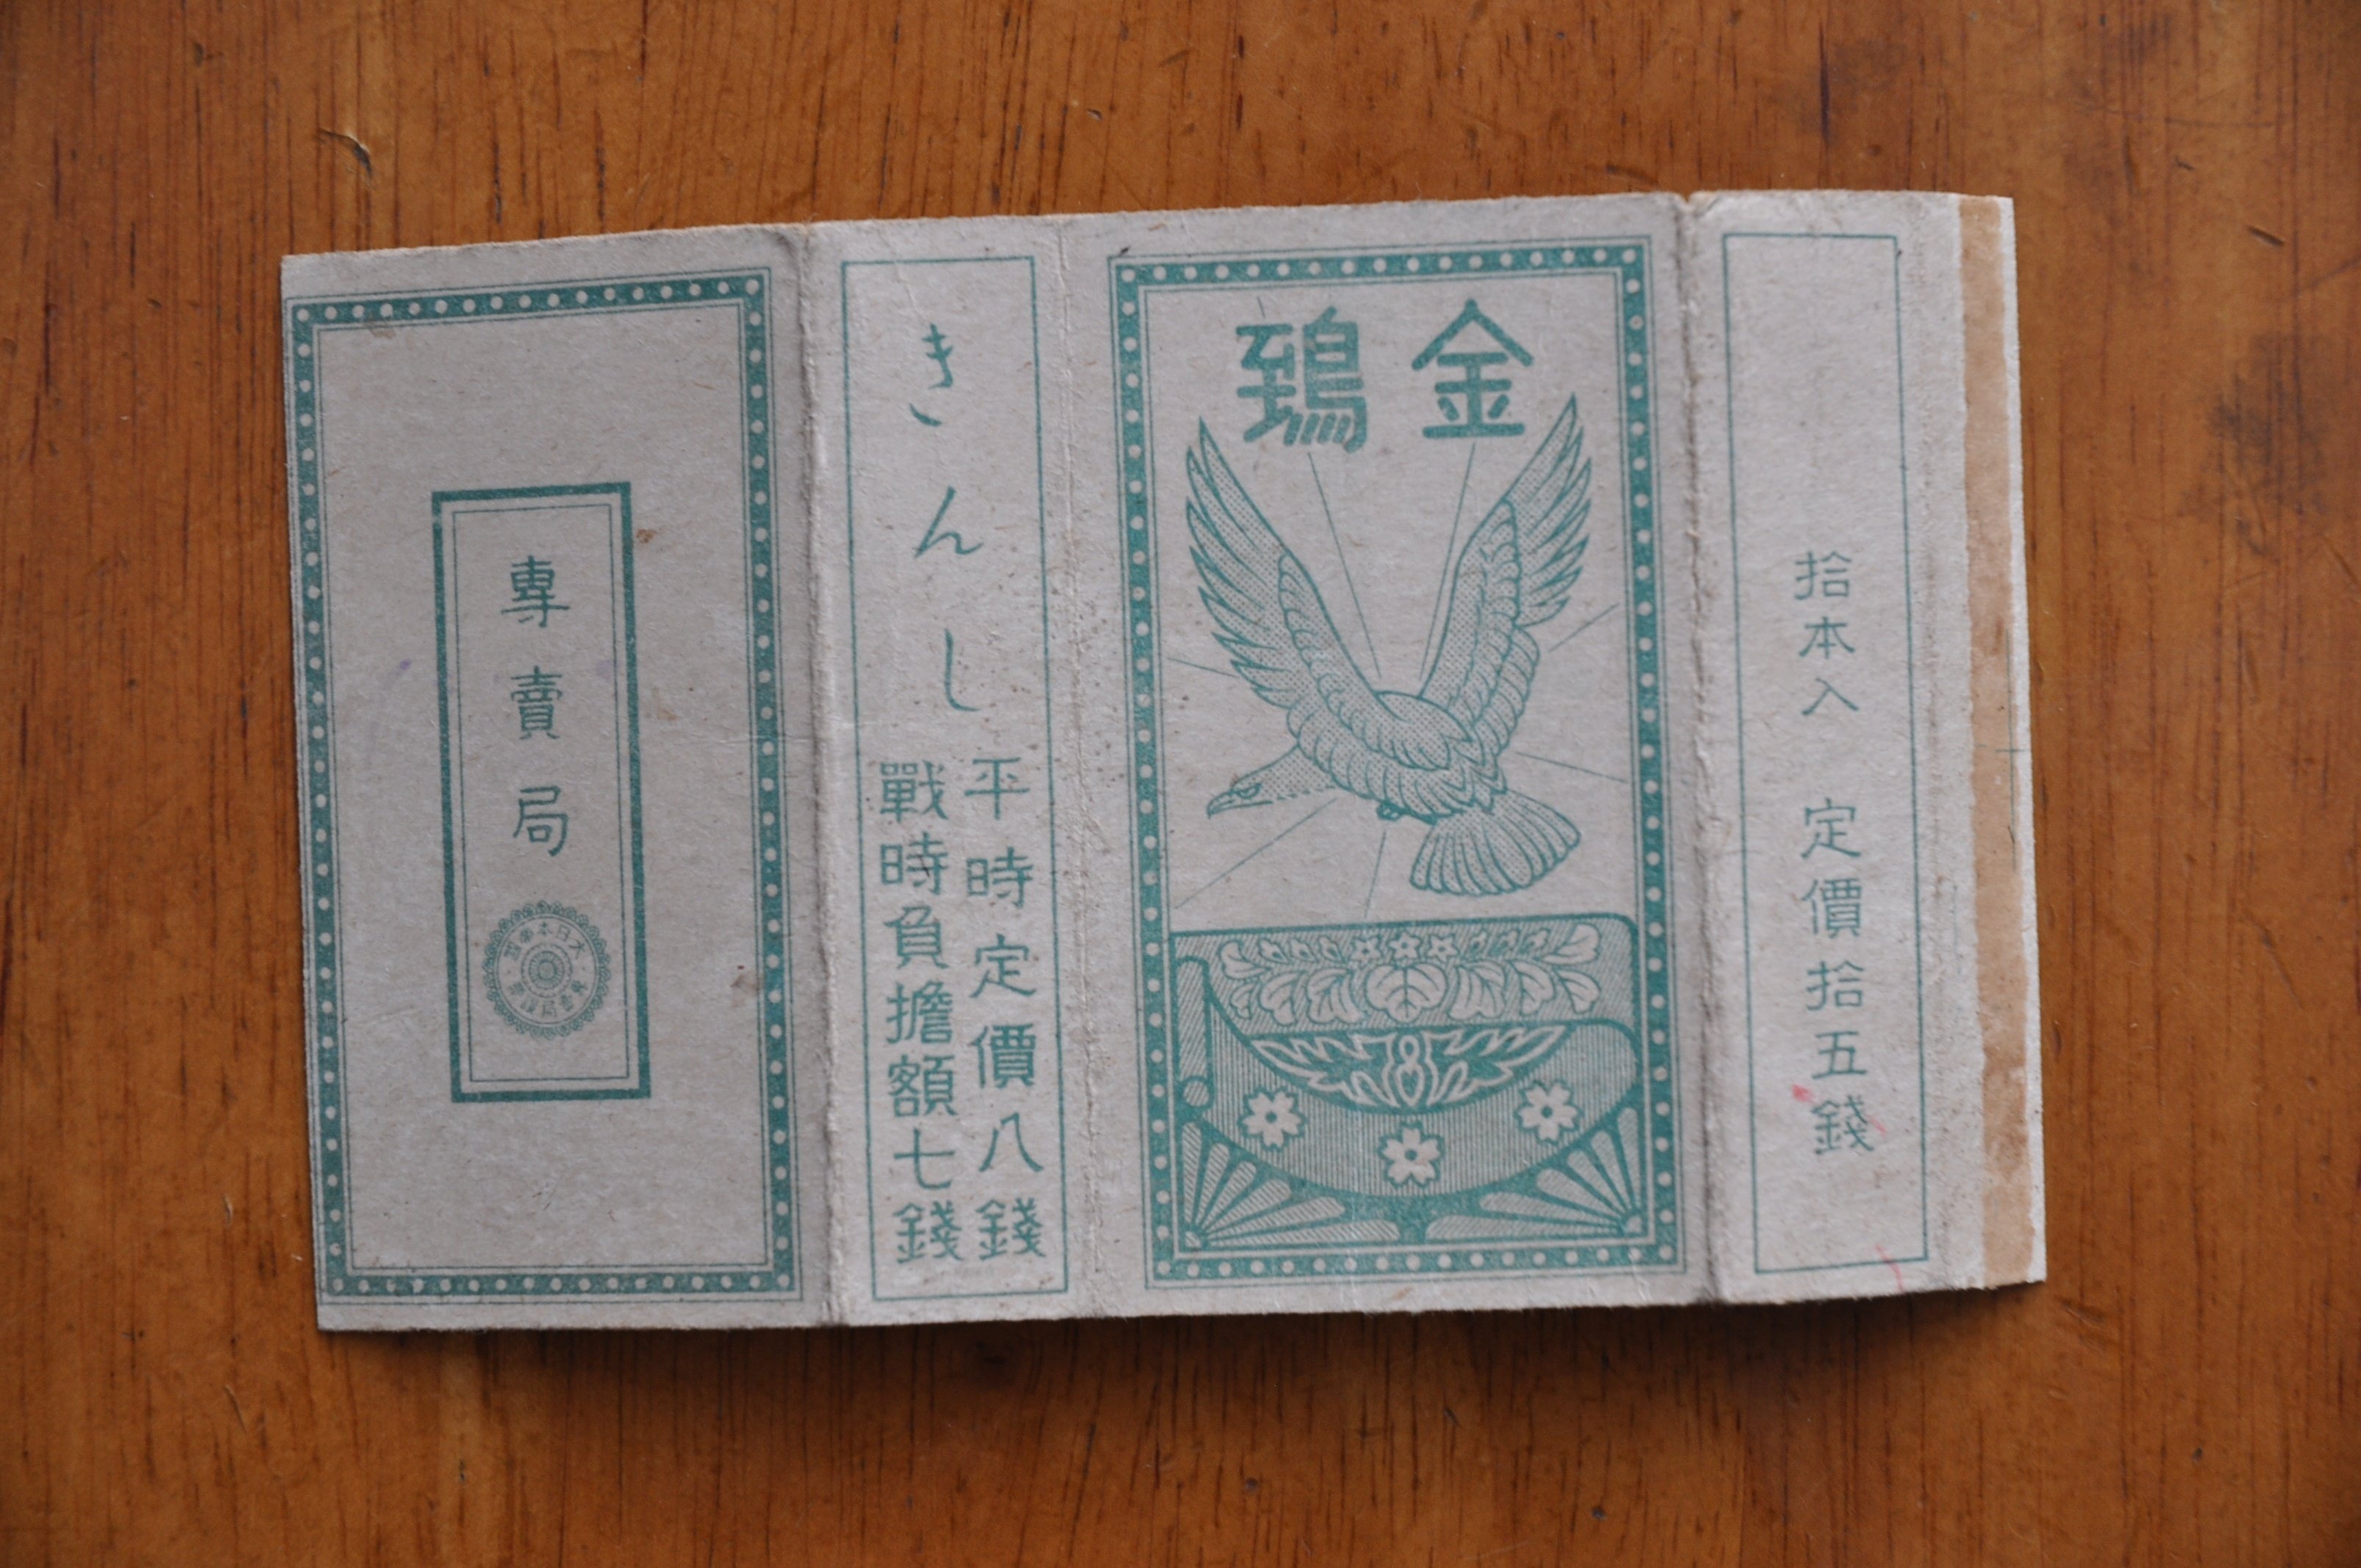 金鵄
拾本入 定價拾五錢
きんし
平時定價八錢
戰時負擔額七錢
専賣局